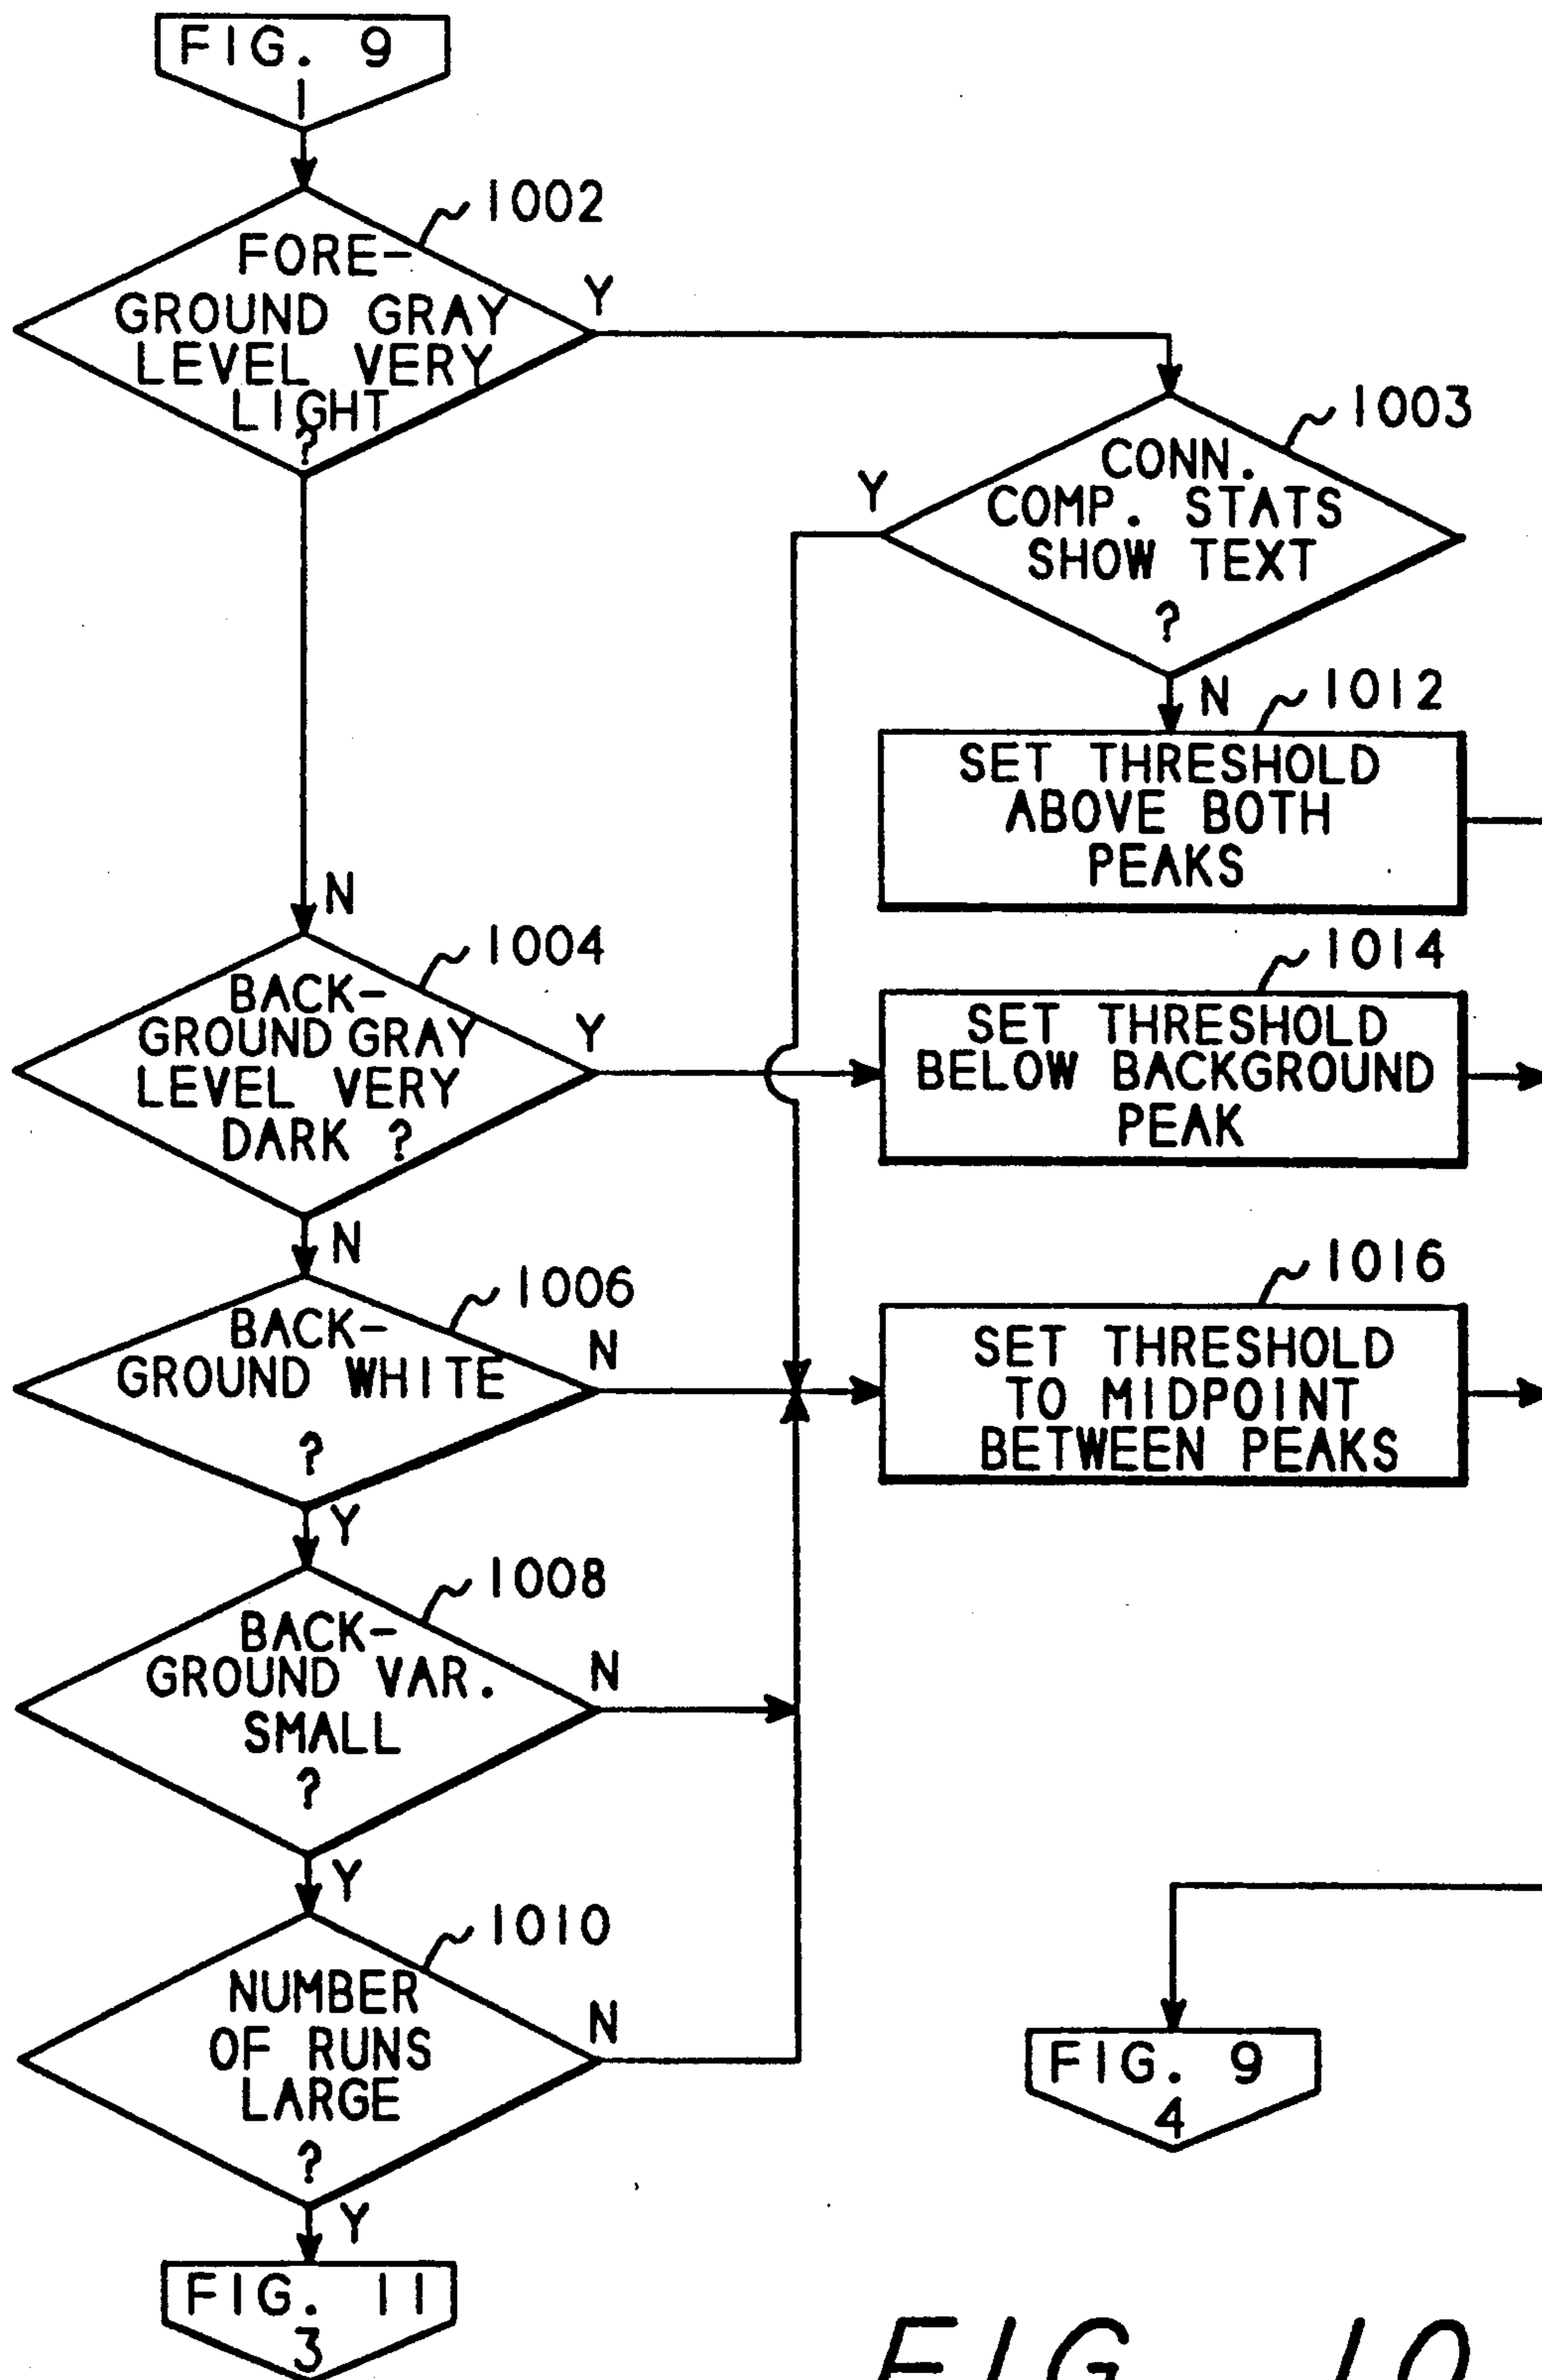 FIG. 9
1
1002
FORE-
GROUND GRAY
LEVEL VERY
LIGHT
?
Y
1003
CONN.
COMP. STATS
SHOW TEXT
?
Y
N
1012
SET THRESHOLD
ABOVE BOTH
PEAKS
N
1004
BACK-
GROUND GRAY
LEVEL VERY
DARK ?
Y
1014
SET THRESHOLD
BELOW BACKGROUND
PEAK
N
1006
BACK-
GROUND WHITE
?
N
1016
SET THRESHOLD
TO MIDPOINT
BETWEEN PEAKS
Y
1008
BACK-
GROUND VAR.
SMALL
?
N
Y
1010
NUMBER
OF RUNS
LARGE
?
N
Y
FIG. 9
4
FIG. 11
3
FIG. 10